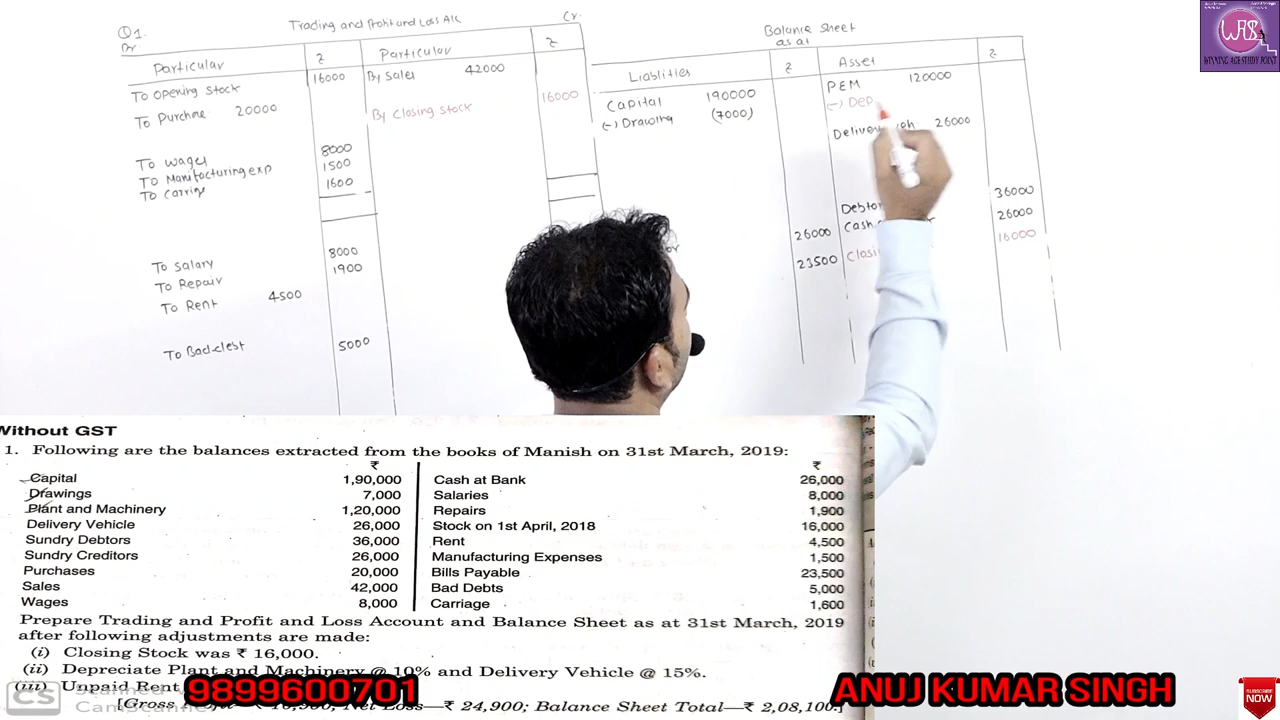 Q1.
Trading and Profit and Loss A/c
Dr
Cr.
Particular ₹ Particular ₹
To Opening Stock 16000 By Sales 42000
To Purchase 20000
By Closing Stock 16000
To Wages 8000
To Manufacturing exp 1500
To Carriage 1600
To Salary 8000
To Repair 1900
To Rent 4500
To Bad debt 5000
Balance Sheet
as at
Liablities ₹ Asset ₹
Capital 190000 P&M 120000
(-) Drawing (7000) (-) Dep
26000
Debtor 36000
26000 Cash 26000
23500 16000
WAS
WINNING AGE STUDY POINT
Without GST
1. Following are the balances extracted from the books of Manish on 31st March, 2019:
₹ ₹
Capital 1,90,000 Cash at Bank 26,000
Drawings 7,000 Salaries 8,000
Plant and Machinery 1,20,000 Repairs 1,900
Delivery Vehicle 26,000 Stock on 1st April, 2018 16,000
Sundry Debtors 36,000 Rent 4,500
Sundry Creditors 26,000 Manufacturing Expenses 1,500
Purchases 20,000 Bills Payable 23,500
Sales 42,000 Bad Debts 5,000
Wages 8,000 Carriage 1,600
Prepare Trading and Profit and Loss Account and Balance Sheet as at 31st March, 2019
after following adjustments are made:
(i) Closing Stock was ₹ 16,000.
(ii) Depreciate Plant and Machinery @ 10% and Delivery Vehicle @ 15%.
(iii) Unpaid Rent
[Gross Net Loss—₹ 24,900; Balance Sheet Total—₹ 2,08,100]
CS
9899600701
ANUJ KUMAR SINGH
SUBSCRIBE
NOW